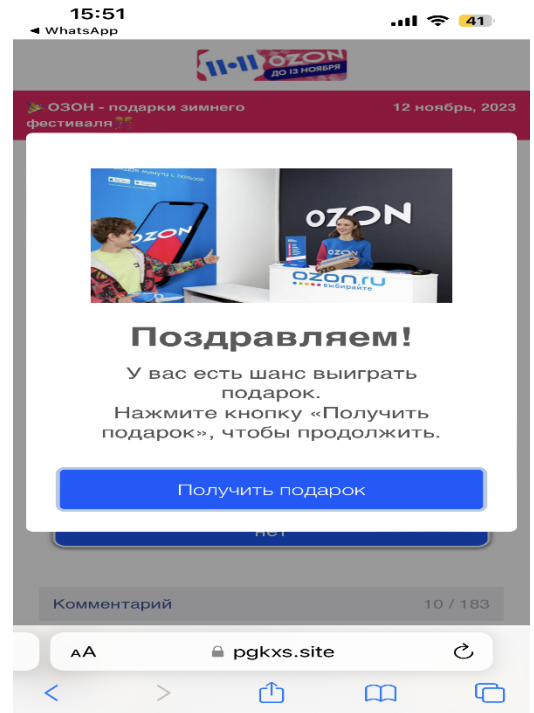 15:51
41
◀ WhatsApp
11•11 OZON
ДО 13 НОЯБРЯ
ОЗОН - подарки зимнего
фестиваля
12 ноябрь, 2023
OZON
OZON
ozon.ru
выбирайте
Поздравляем!
У вас есть шанс выиграть
подарок.
Нажмите кнопку «Получить
подарок», чтобы продолжить.
Получить подарок
нет
Комментарий
10 / 183
AA
pgkxs.site